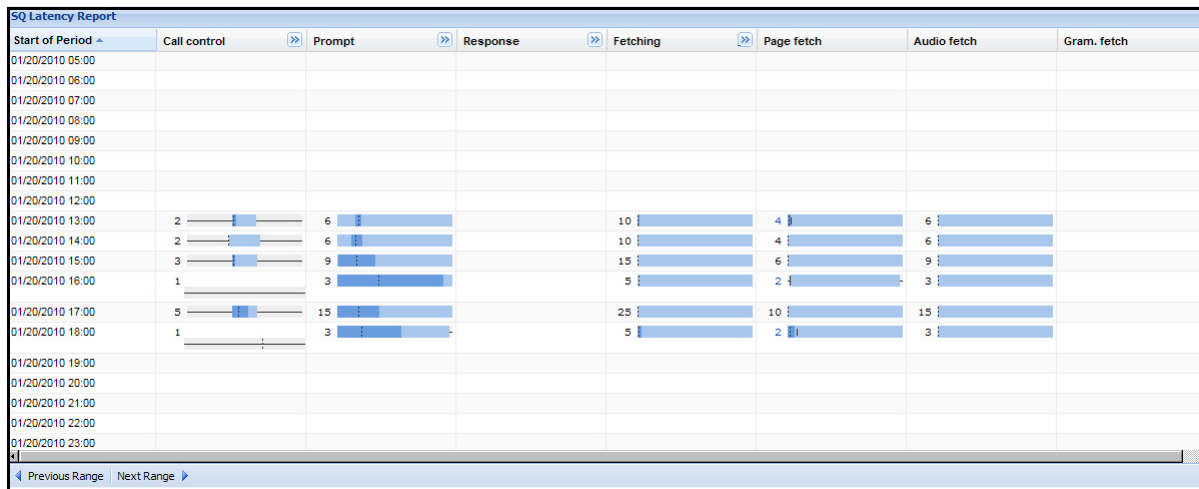 SQ Latency Report
Start of Period Call control Prompt Response Fetching Page fetch Audio fetch Gram. fetch
01/20/2010 05:00
01/20/2010 06:00
01/20/2010 07:00
01/20/2010 08:00
01/20/2010 09:00
01/20/2010 10:00
01/20/2010 11:00
01/20/2010 12:00
01/20/2010 13:00 2 6 10 4 6
01/20/2010 14:00 2 6 10 4 6
01/20/2010 15:00 3 9 15 6 9
01/20/2010 16:00 1 3 5 2 3
01/20/2010 17:00 5 15 25 10 15
01/20/2010 18:00 1 3 5 2 3
01/20/2010 19:00
01/20/2010 20:00
01/20/2010 21:00
01/20/2010 22:00
01/20/2010 23:00
Previous Range Next Range